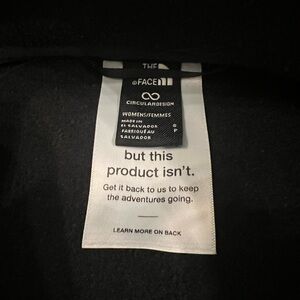 THE
FACE
CIRCULARDESIGN
WOMENS/FEMMES
MADE IN
EL SALVADOR
FABRIQUÉ AU
SALVADOR
P
but this
product isn't.
Get it back to us to keep
the adventures going.
LEARN MORE ON BACK